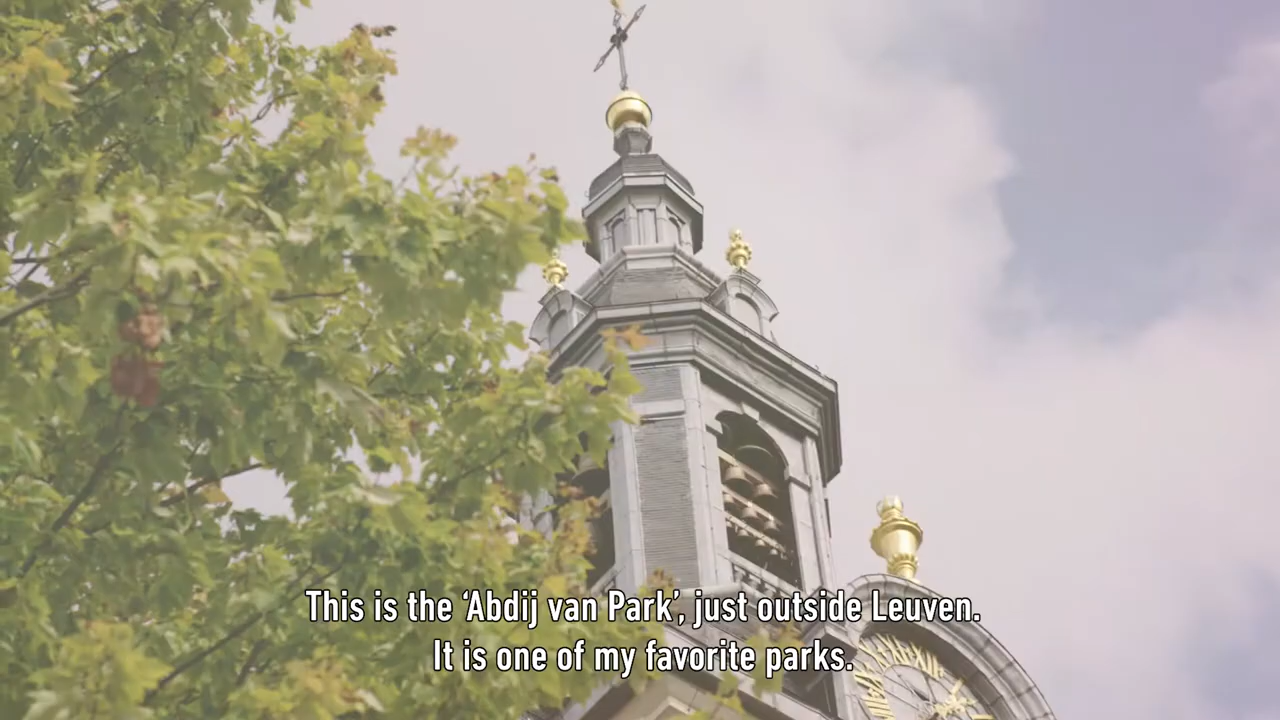 This is the ‘Abdij van Park’, just outside Leuven.
It is one of my favorite parks.